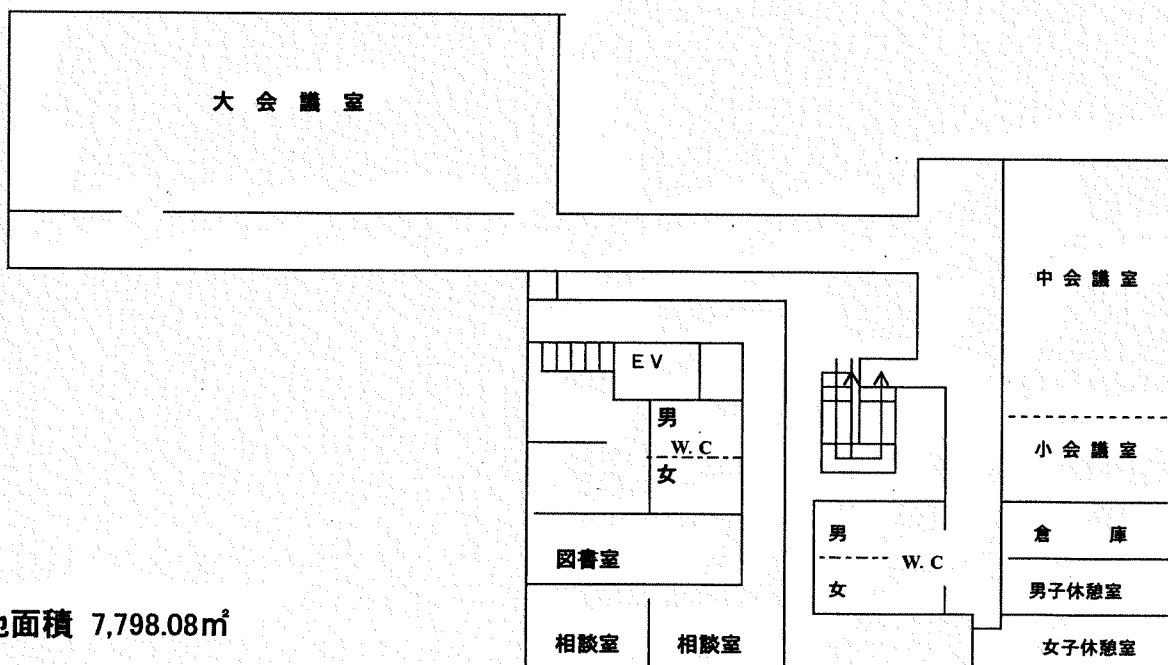 大会議室
中会議室
EV
男
W.C
女
小会議室
図書室
男
W.C
女
倉庫
男子休憩室
面積 7,798.08㎡
相談室
相談室
女子休憩室